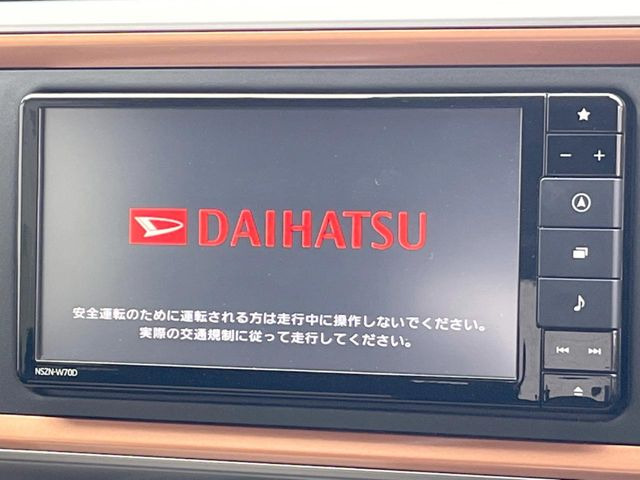 DAIHATSU
安全運転のために運転される方は走行中に操作しないでください。
実際の交通規制に従って走行してください。
NSZN-W70D